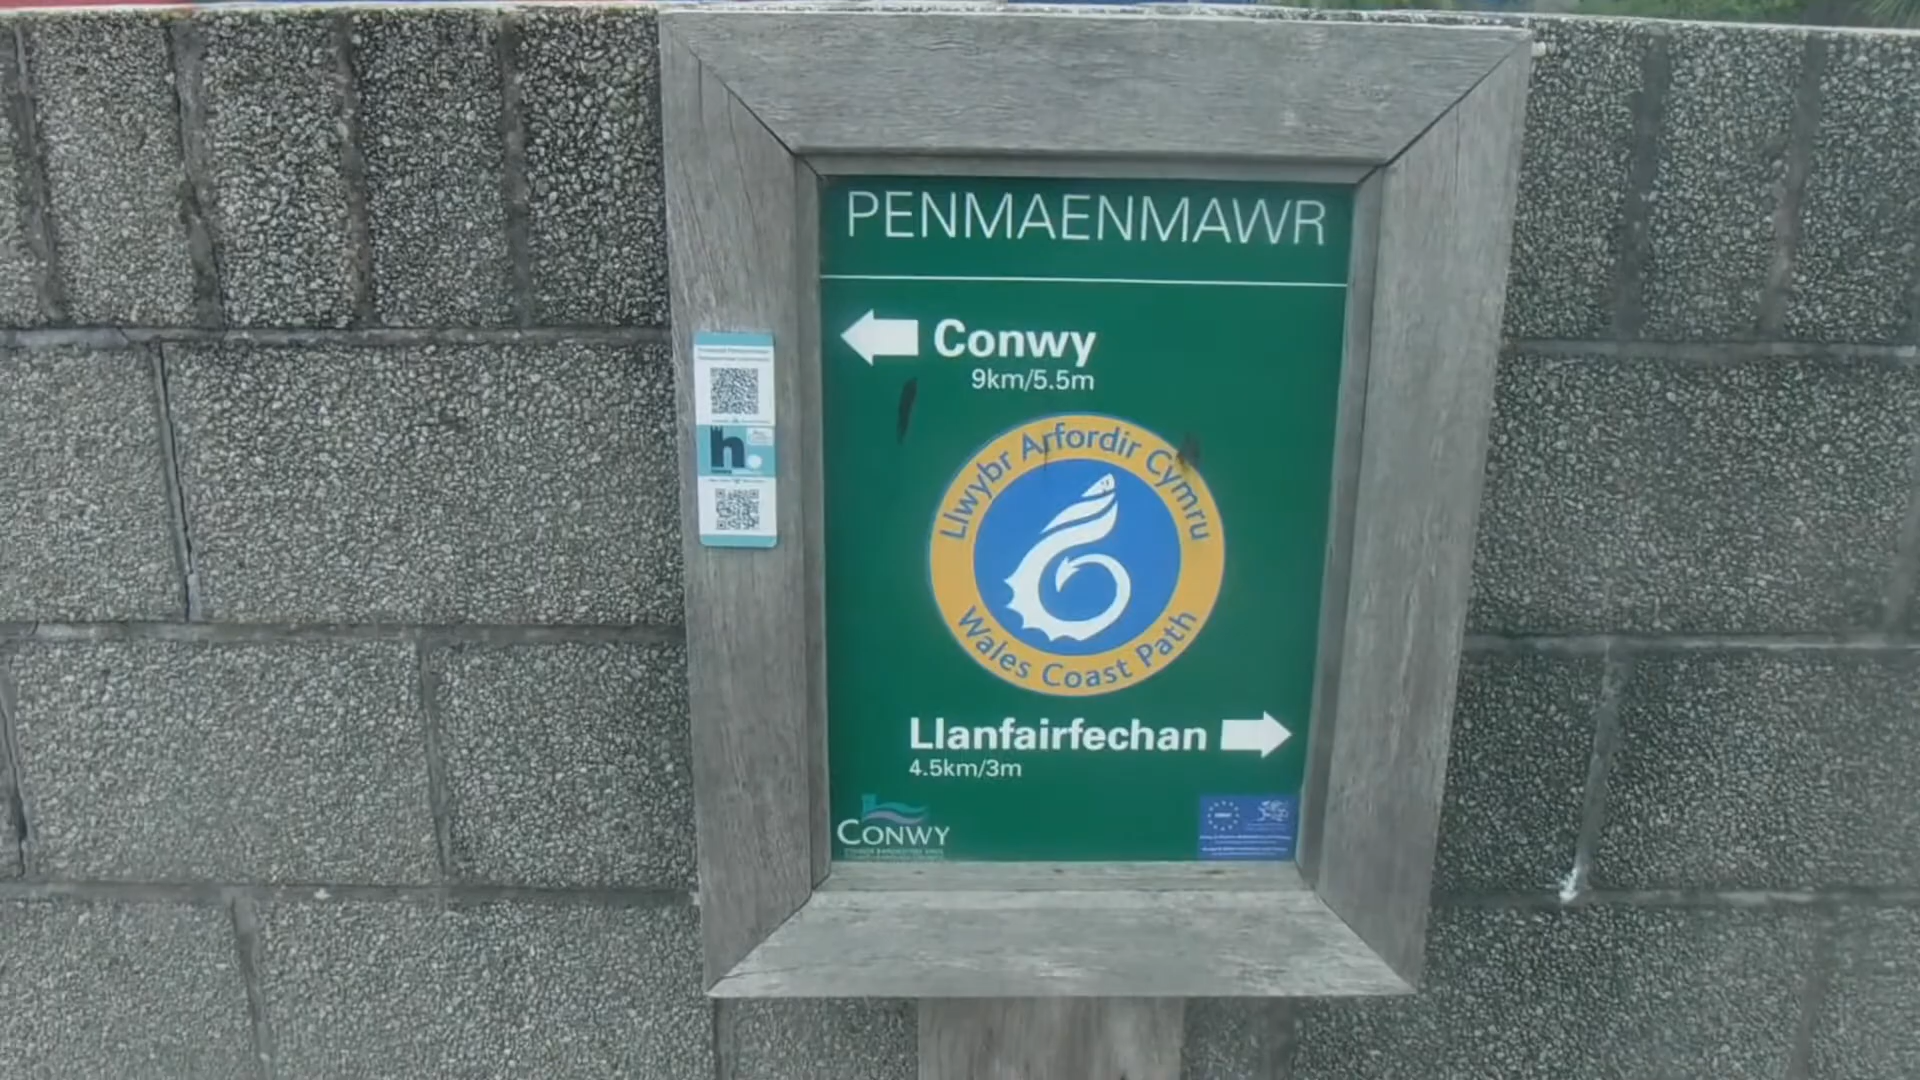 PENMAENMAWR
Conwy
9km/5.5m
Llwybr Arfordir Cymru
Wales Coast Path
Llanfairfechan
4.5km/3m
CONWY
h.